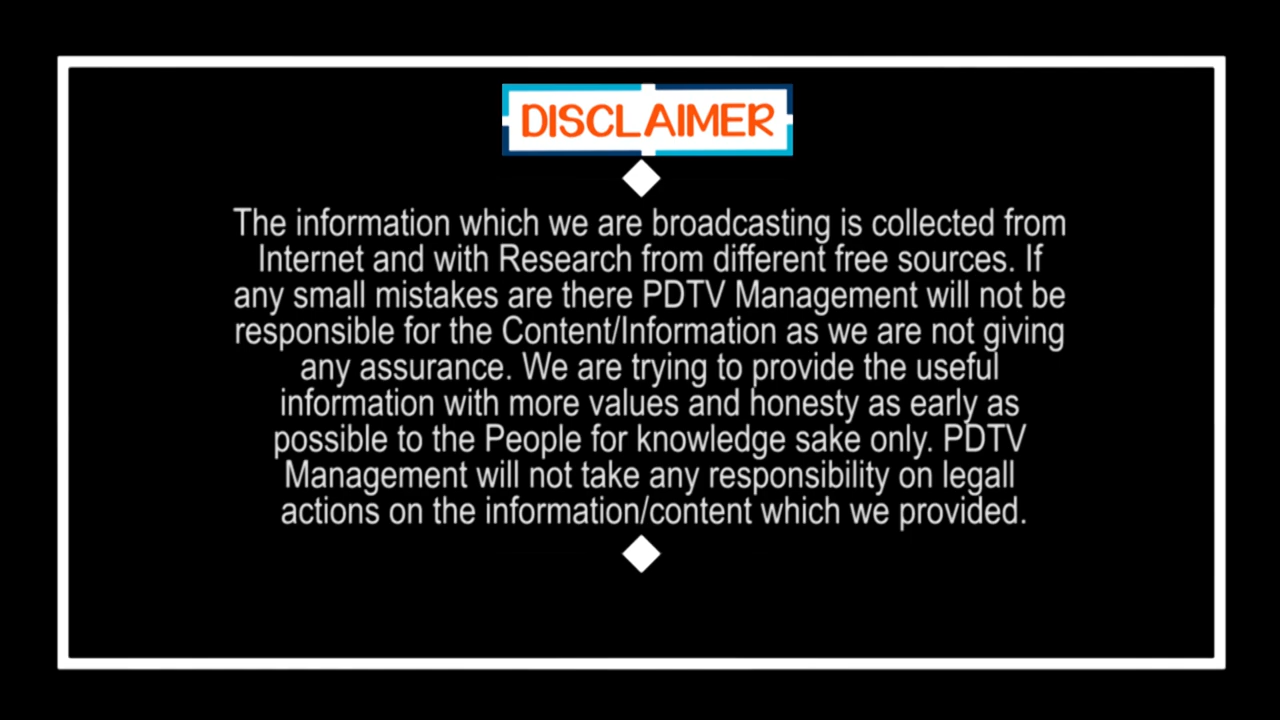 DISCLAIMER
The information which we are broadcasting is collected from
Internet and with Research from different free sources. If
any small mistakes are there PDTV Management will not be
responsible for the Content/Information as we are not giving
any assurance. We are trying to provide the useful
information with more values and honesty as early as
possible to the People for knowledge sake only. PDTV
Management will not take any responsibility on legall
actions on the information/content which we provided.